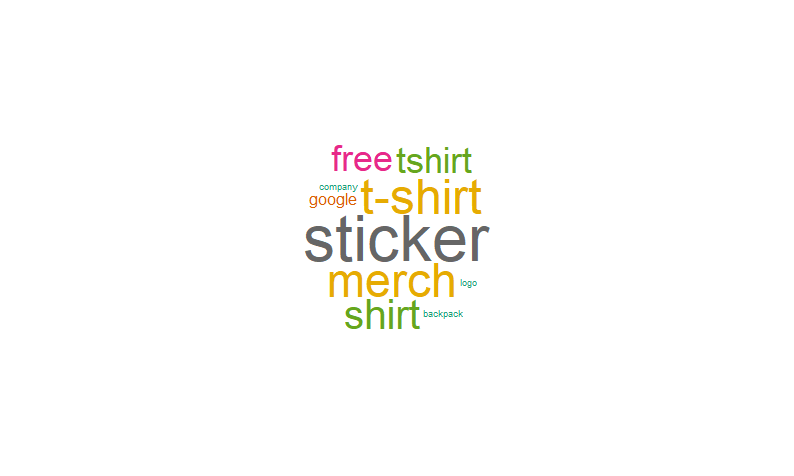 free tshirt
company
google t-shirt
sticker
merch logo
shirt backpack